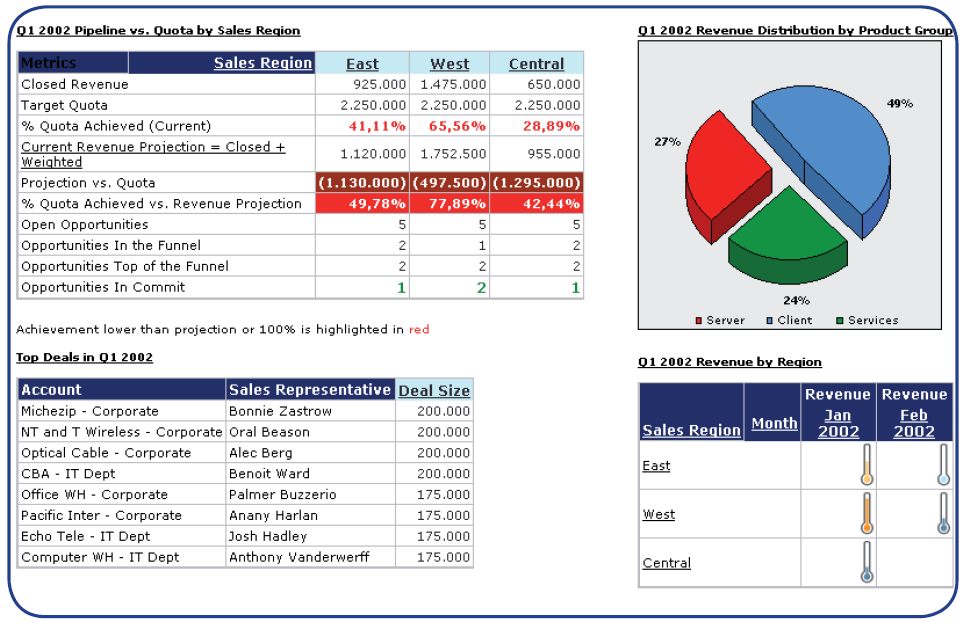 Q1 2002 Pipeline vs. Quota by Sales Region
Metrics Sales Region East West Central
Closed Revenue 925.000 1.475.000 650.000
Target Quota 2.250.000 2.250.000 2.250.000
% Quota Achieved (Current) 41,11% 65,56% 28,89%
Current Revenue Projection = Closed +
Weighted 1.120.000 1.752.500 955.000
Projection vs. Quota (1.130.000) (497.500) (1.295.000)
% Quota Achieved vs. Revenue Projection 49,78% 77,89% 42,44%
Open Opportunities 5 5 5
Opportunities In the Funnel 2 1 2
Opportunities Top of the Funnel 2 2 2
Opportunities In Commit 1 2 1
Achievement lower than projection or 100% is highlighted in red
Top Deals in Q1 2002
Account Sales Representative Deal Size
Michezip - Corporate Bonnie Zastrow 200.000
NT and T Wireless - Corporate Oral Beason 200.000
Optical Cable - Corporate Alec Berg 200.000
CBA - IT Dept Benoit Ward 200.000
Office WH - Corporate Palmer Buzzerio 175.000
Pacific Inter - Corporate Anany Harlan 175.000
Echo Tele - IT Dept Josh Hadley 175.000
Computer WH - IT Dept Anthony Vanderwerff 175.000
Q1 2002 Revenue Distribution by Product Group
49%
27%
24%
Server Client Services
Q1 2002 Revenue by Region
Sales Region Month Revenue Jan 2002 Revenue Feb 2002
East
West
Central